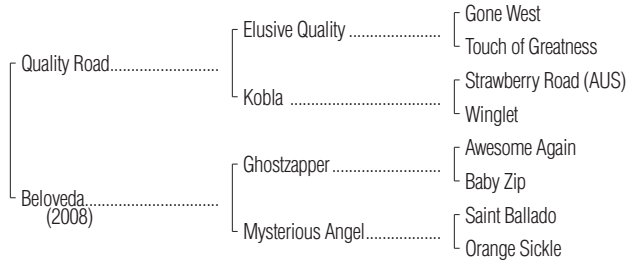 Gone West
Elusive Quality ....................
Touch of Greatness
Quality Road........................
Strawberry Road (AUS)
Kobla .................................
Winglet
Awesome Again
Ghostzapper........................
Baby Zip
Beloveda.............................
(2008)
Saint Ballado
Mysterious Angel................
Orange Sickle